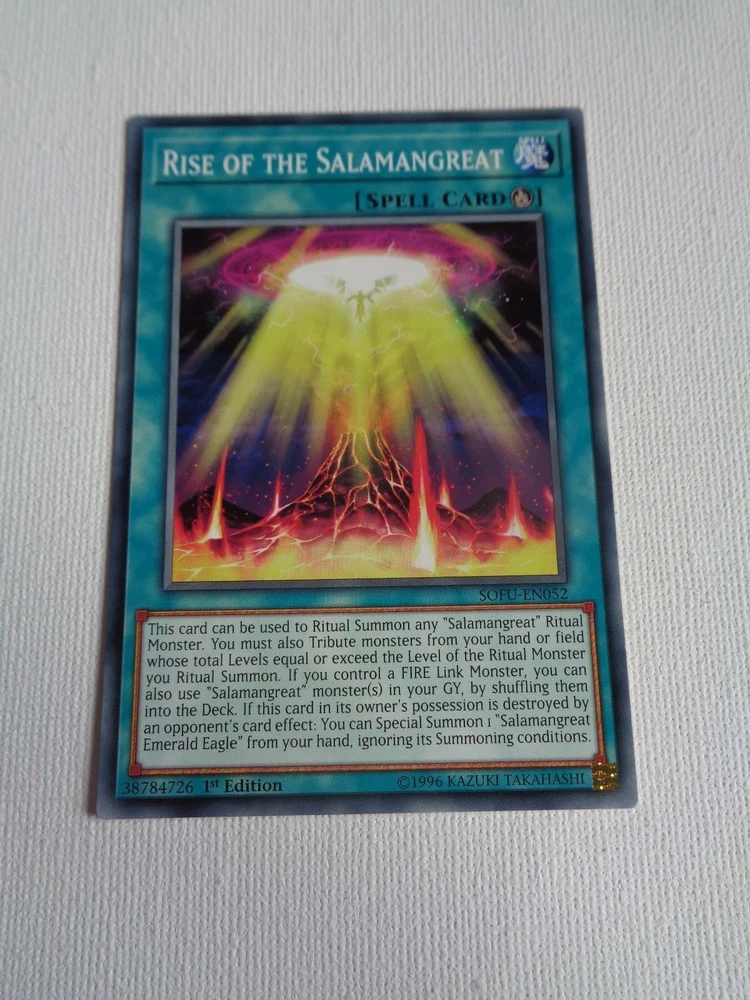 RISE OF THE SALAMANGREAT
SPELL
魔
[SPELL CARD]
SOFU-EN052
This card can be used to Ritual Summon any "Salamangreat" Ritual
Monster. You must also Tribute monsters from your hand or field
whose total Levels equal or exceed the Level of the Ritual Monster
you Ritual Summon. If you control a FIRE Link Monster, you can
also use "Salamangreat" monster(s) in your GY, by shuffling them
into the Deck. If this card in its owner's possession is destroyed by
an opponent's card effect: You can Special Summon 1 "Salamangreat
Emerald Eagle" from your hand, ignoring its Summoning conditions.
38784726 1st Edition
©1996 KAZUKI TAKAHASHI